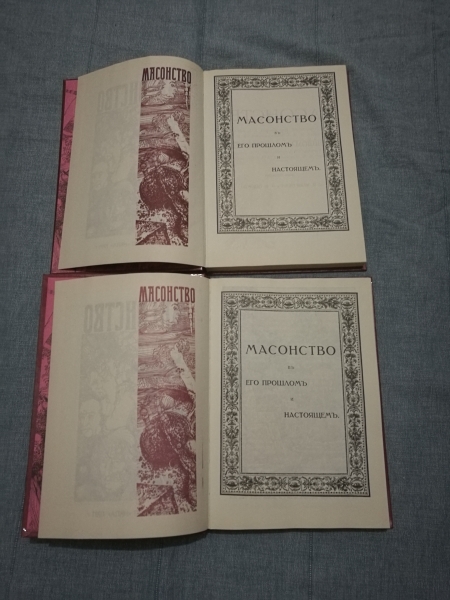 МАСОНСТВО
МАСОНСТВО
въ
ЕГО ПРОШЛОМЪ
и
НАСТОЯЩЕМЪ.
МАСОНСТВО
МАСОНСТВО
въ
ЕГО ПРОШЛОМЪ
и
НАСТОЯЩЕМЪ.